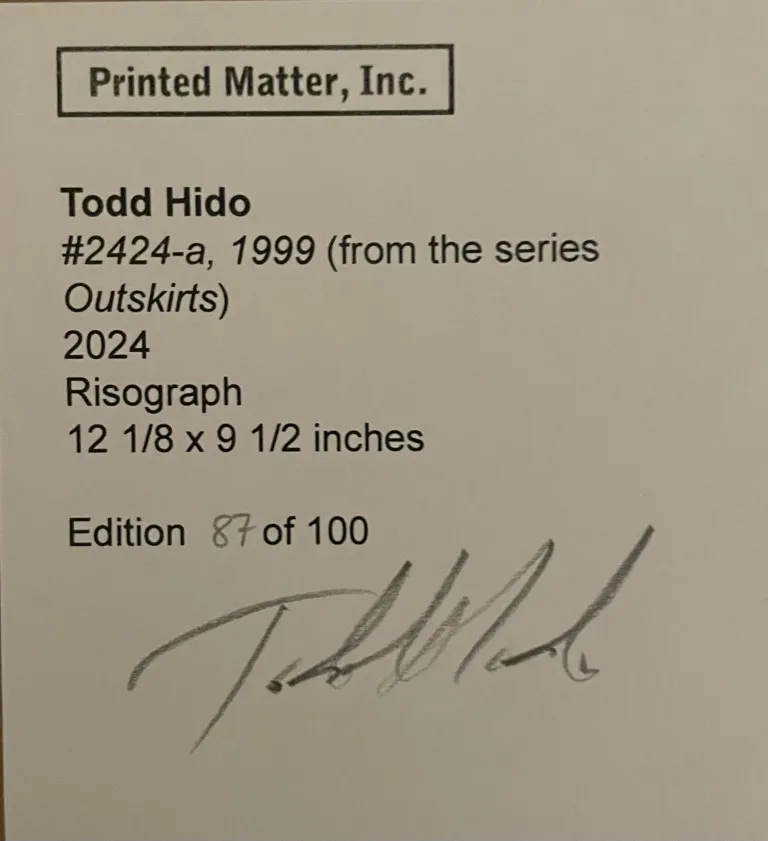 Printed Matter, Inc.
Todd Hido
#2424-a, 1999 (from the series
Outskirts)
2024
Risograph
12 1/8 x 9 1/2 inches
Edition 87 of 100